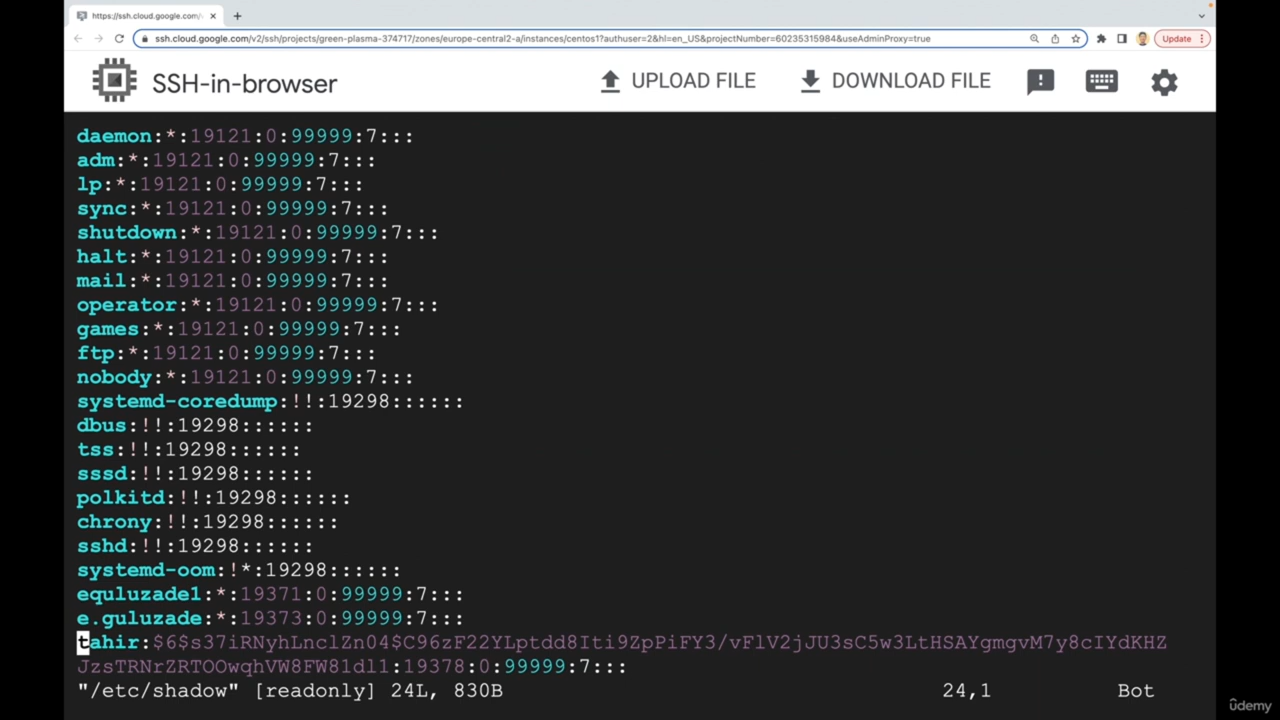 https://ssh.cloud.google.com/v
ssh.cloud.google.com/v2/ssh/projects/green-plasma-374717/zones/europe-central2-a/instances/centos1?authuser=2&hl=en_US&projectNumber=60235315984&useAdminProxy=true
Update
SSH-in-browser
UPLOAD FILE
DOWNLOAD FILE
daemon:*:19121:0:99999:7:::
adm:*:19121:0:99999:7:::
lp:*:19121:0:99999:7:::
sync:*:19121:0:99999:7:::
shutdown:*:19121:0:99999:7:::
halt:*:19121:0:99999:7:::
mail:*:19121:0:99999:7:::
operator:*:19121:0:99999:7:::
games:*:19121:0:99999:7:::
ftp:*:19121:0:99999:7:::
nobody:*:19121:0:99999:7:::
systemd-coredump:!!:19298::::::
dbus:!!:19298::::::
tss:!!:19298::::::
sssd:!!:19298::::::
polkitd:!!:19298::::::
chrony:!!:19298::::::
sshd:!!:19298::::::
systemd-oom:!*:19298::::::
equluzade1:*:19371:0:99999:7:::
e.guluzade:*:19373:0:99999:7:::
tahir:$6$s37iRNyhLnclZn04$C96zF22YLptdd8Iti9ZpPiFY3/vFlV2jJU3sC5w3LtHSAYgmgvM7y8cIYdKHZ
JzsTRNrZRTOOwqhVW8FW81dl1:19378:0:99999:7:::
"/etc/shadow" [readonly] 24L, 830B
24,1
Bot
ûdemy